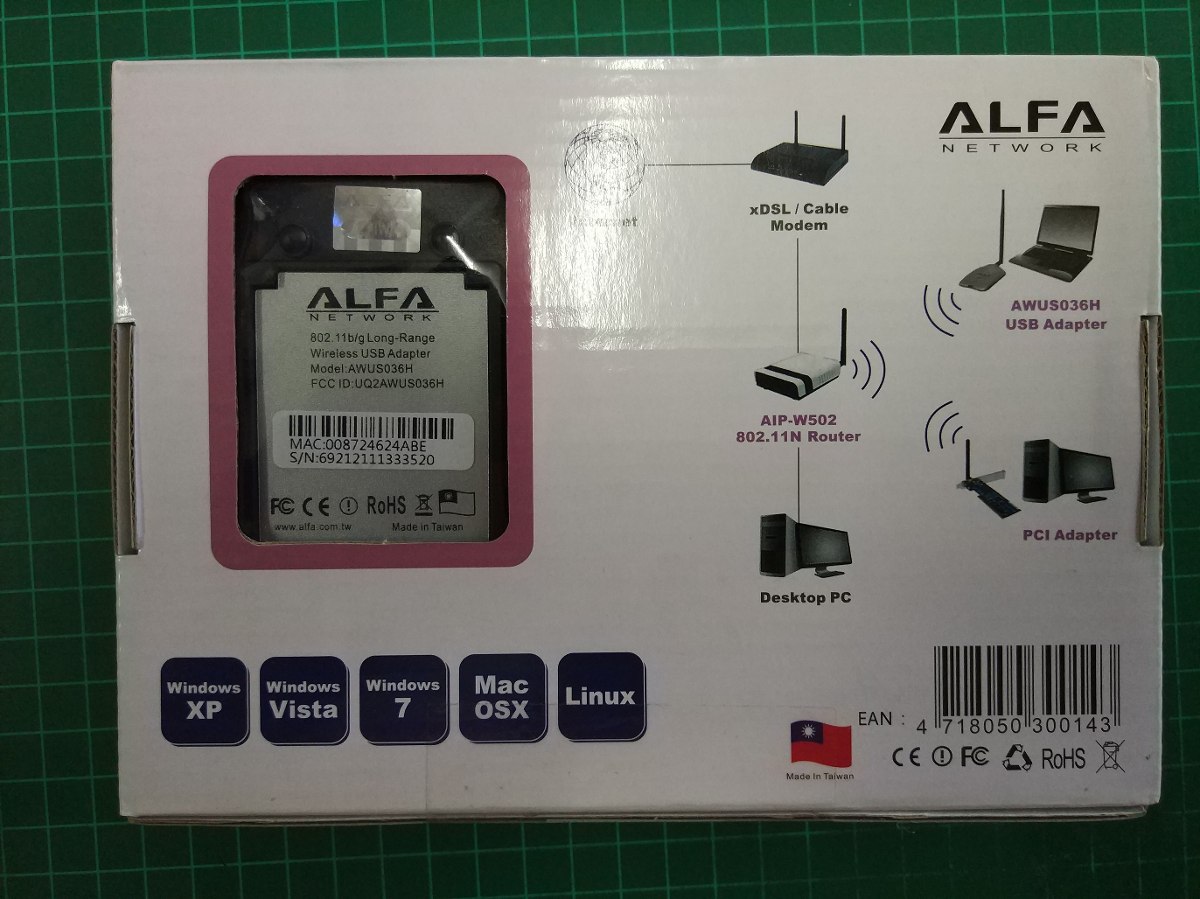 ALFA
NETWORK
802.11b/g Long-Range
Wireless USB Adapter
Model:AWUS036H
FCC ID:UQ2AWUS036H
MAC:008724624ABE
S/N:69212111333520
FC CE RoHS
www.alfa.com.tw Made in Taiwan
Internet
xDSL / Cable
Modem
AIP-W502
802.11N Router
Desktop PC
ALFA
NETWORK
AWUS036H
USB Adapter
PCI Adapter
Windows
XP
Windows
Vista
Windows
7
Mac
OSX
Linux
Made In Taiwan
EAN : 4 718050 300143
CE FC RoHS